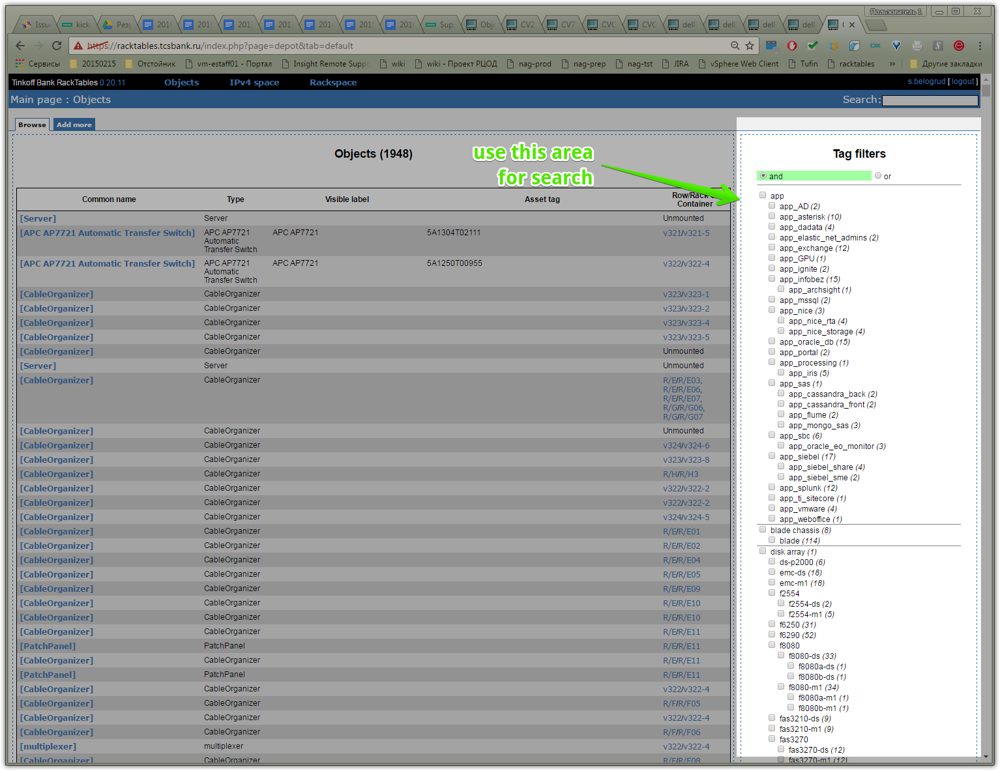 Пользователь 1
Issu
kick
Рез
201
201
201
201
201
201
201
Supp
Obje
CV2
CV7
CVC
CVC
dell
dell
dell
dell
https://racktables.tcsbank.ru/index.php?page=depot&tab=default
Сервисы
20150215
Отстойник
vm-estaff01 - Портал
Insight Remote Suppo
wiki
wiki - Проект РЦОД
nag-prod
nag-prep
nag-tst
JIRA
vSphere Web Client
Tufin
racktables
»
Другие закладки
Tinkoff Bank RackTables 0.20.11
Objects
IPv4 space
Rackspace
s.belogrud [ logout ]
Main page : Objects
Search:
Browse
Add more
Objects (1948)
use this area
for search
Common name Type Visible label Asset tag Row/Rack
Container
[Server] Server Unmounted
[APC AP7721 Automatic Transfer Switch] APC AP7721 APC AP7721 5A1304T02111 v321/v321-5
Automatic
Transfer Switch
[APC AP7721 Automatic Transfer Switch] APC AP7721 APC AP7721 5A1250T00955 v322/v322-4
Automatic
Transfer Switch
[CableOrganizer] CableOrganizer v323/v323-1
[CableOrganizer] CableOrganizer v323/v323-2
[CableOrganizer] CableOrganizer v323/v323-4
[CableOrganizer] CableOrganizer v323/v323-5
[CableOrganizer] CableOrganizer Unmounted
[Server] Server Unmounted
[CableOrganizer] CableOrganizer R/E/R/E03,
R/E/R/E06,
R/E/R/E07,
R/G/R/G06,
R/G/R/G07
[CableOrganizer] CableOrganizer Unmounted
[CableOrganizer] CableOrganizer v324/v324-6
[CableOrganizer] CableOrganizer v323/v323-8
[CableOrganizer] CableOrganizer R/H/R/H3
[CableOrganizer] CableOrganizer v322/v322-2
[CableOrganizer] CableOrganizer v322/v322-2
[CableOrganizer] CableOrganizer v324/v324-5
[CableOrganizer] CableOrganizer R/E/R/E01
[CableOrganizer] CableOrganizer R/E/R/E02
[CableOrganizer] CableOrganizer R/E/R/E04
[CableOrganizer] CableOrganizer R/E/R/E05
[CableOrganizer] CableOrganizer R/E/R/E09
[CableOrganizer] CableOrganizer R/E/R/E10
[CableOrganizer] CableOrganizer R/E/R/E10
[CableOrganizer] CableOrganizer R/E/R/E11
[PatchPanel] PatchPanel R/E/R/E11
[CableOrganizer] CableOrganizer R/E/R/E11
[PatchPanel] PatchPanel R/E/R/E11
[CableOrganizer] CableOrganizer v322/v322-4
[CableOrganizer] CableOrganizer R/F/R/F05
[CableOrganizer] CableOrganizer v322/v322-4
[CableOrganizer] CableOrganizer R/F/R/F06
[multiplexer] multiplexer v322/v322-4
[CableOrganizer] CableOrganizer R/F/R/F08
Tag filters
and or
app
app_AD (2)
app_asterisk (10)
app_dadata (4)
app_elastic_net_admins (2)
app_exchange (12)
app_GPU (1)
app_ignite (2)
app_infobez (15)
app_archsight (1)
app_mssql (2)
app_nice (3)
app_nice_rta (4)
app_nice_storage (4)
app_oracle_db (15)
app_portal (2)
app_processing (1)
app_iris (5)
app_sas (1)
app_cassandra_back (2)
app_cassandra_front (2)
app_flume (2)
app_mongo_sas (3)
app_sbc (6)
app_oracle_eo_monitor (3)
app_siebel (17)
app_siebel_share (4)
app_siebel_sme (2)
app_splunk (12)
app_ti_sitecore (1)
app_vmware (4)
app_weboffice (1)
blade chassis (8)
blade (114)
disk array (1)
ds-p2000 (6)
emc-ds (18)
emc-m1 (18)
f2554
f2554-ds (2)
f2554-m1 (5)
f6250 (31)
f6290 (52)
f8080
f8080-ds (33)
f8080a-ds (1)
f8080b-ds (1)
f8080-m1 (34)
f8080a-m1 (1)
f8080b-m1 (1)
fas3210-ds (9)
fas3210-m1 (9)
fas3270
fas3270-ds (12)
fas3270-m1 (12)